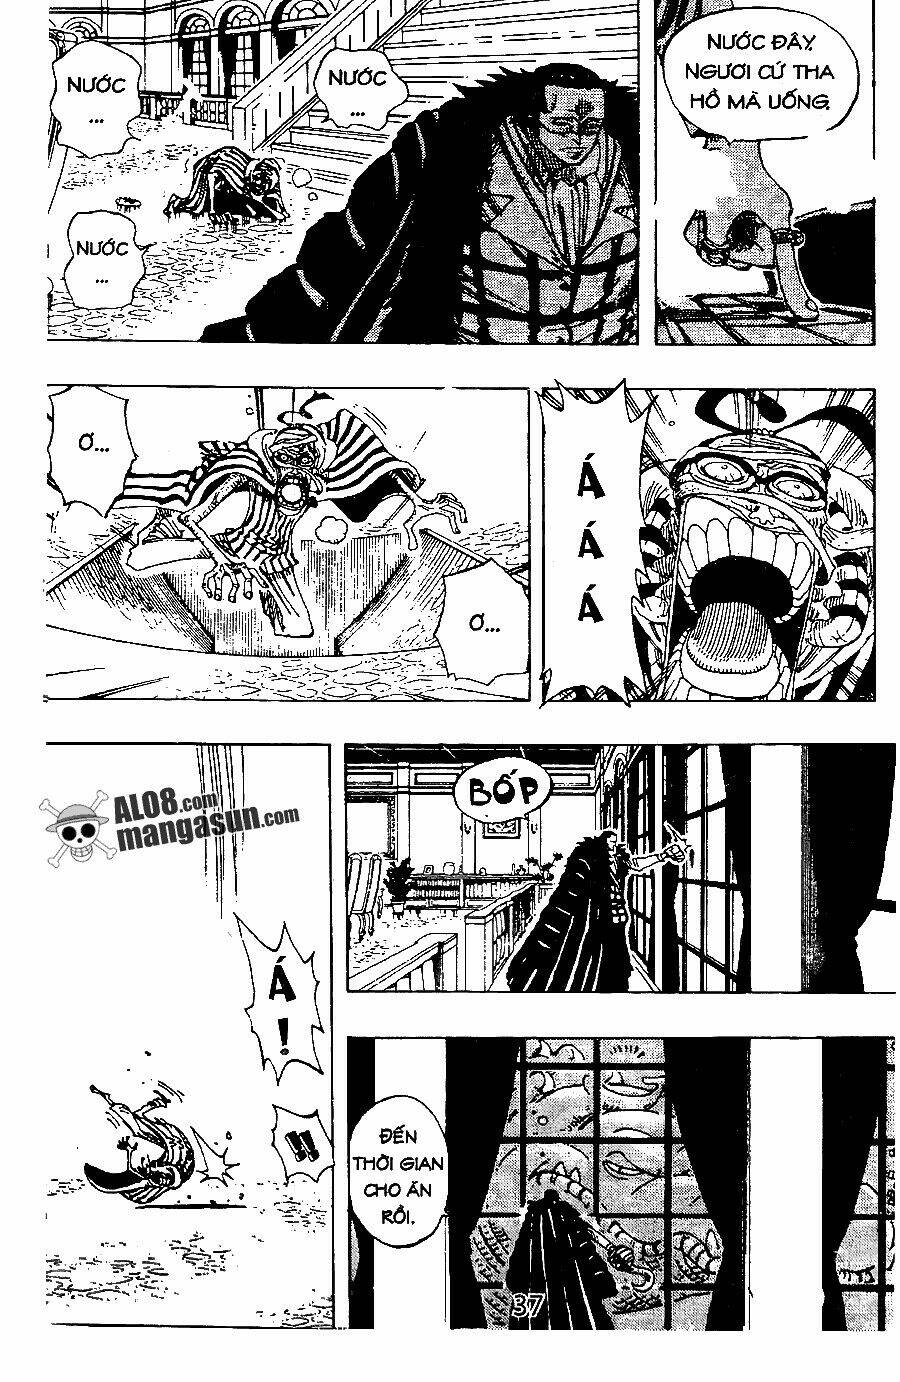 NƯỚC ĐÂY.
NGƯƠI CỨ THA
HỒ MÀ UỐNG.
NƯỚC
...
NƯỚC
...
NƯỚC
...
Á
Á
Á
Ơ...
Ơ...
BỐP
ĐẾN
THỜI GIAN
CHO ĂN
RỒI.
Á
!
!!
AL08.com
mangasun.com
37